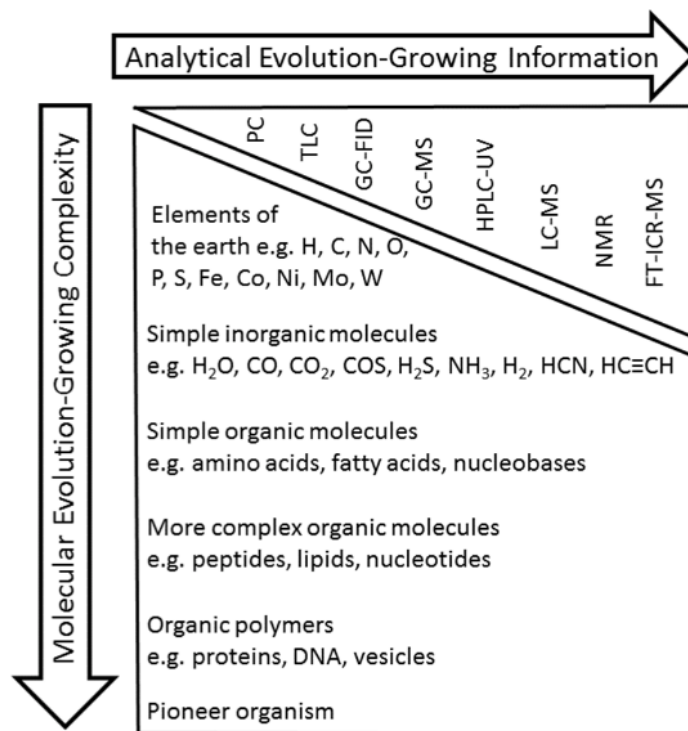 Analytical Evolution-Growing Information
Molecular Evolution-Growing Complexity
PC
TLC
GC-FID
GC-MS
HPLC-UV
LC-MS
NMR
FT-ICR-MS
Elements of
the earth e.g. H, C, N, O,
P, S, Fe, Co, Ni, Mo, W
Simple inorganic molecules
e.g. H₂O, CO, CO₂, COS, H₂S, NH₃, H₂, HCN, HC≡CH
Simple organic molecules
e.g. amino acids, fatty acids, nucleobases
More complex organic molecules
e.g. peptides, lipids, nucleotides
Organic polymers
e.g. proteins, DNA, vesicles
Pioneer organism